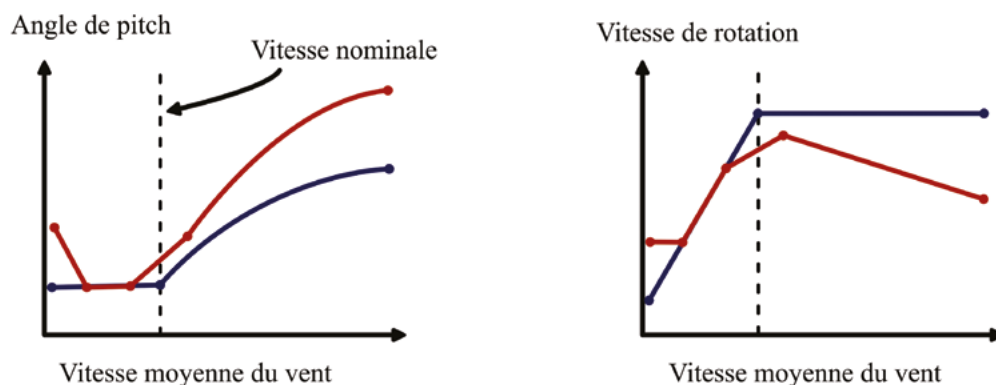 Angle de pitch
Vitesse nominale
Vitesse moyenne du vent
Vitesse de rotation
Vitesse moyenne du vent